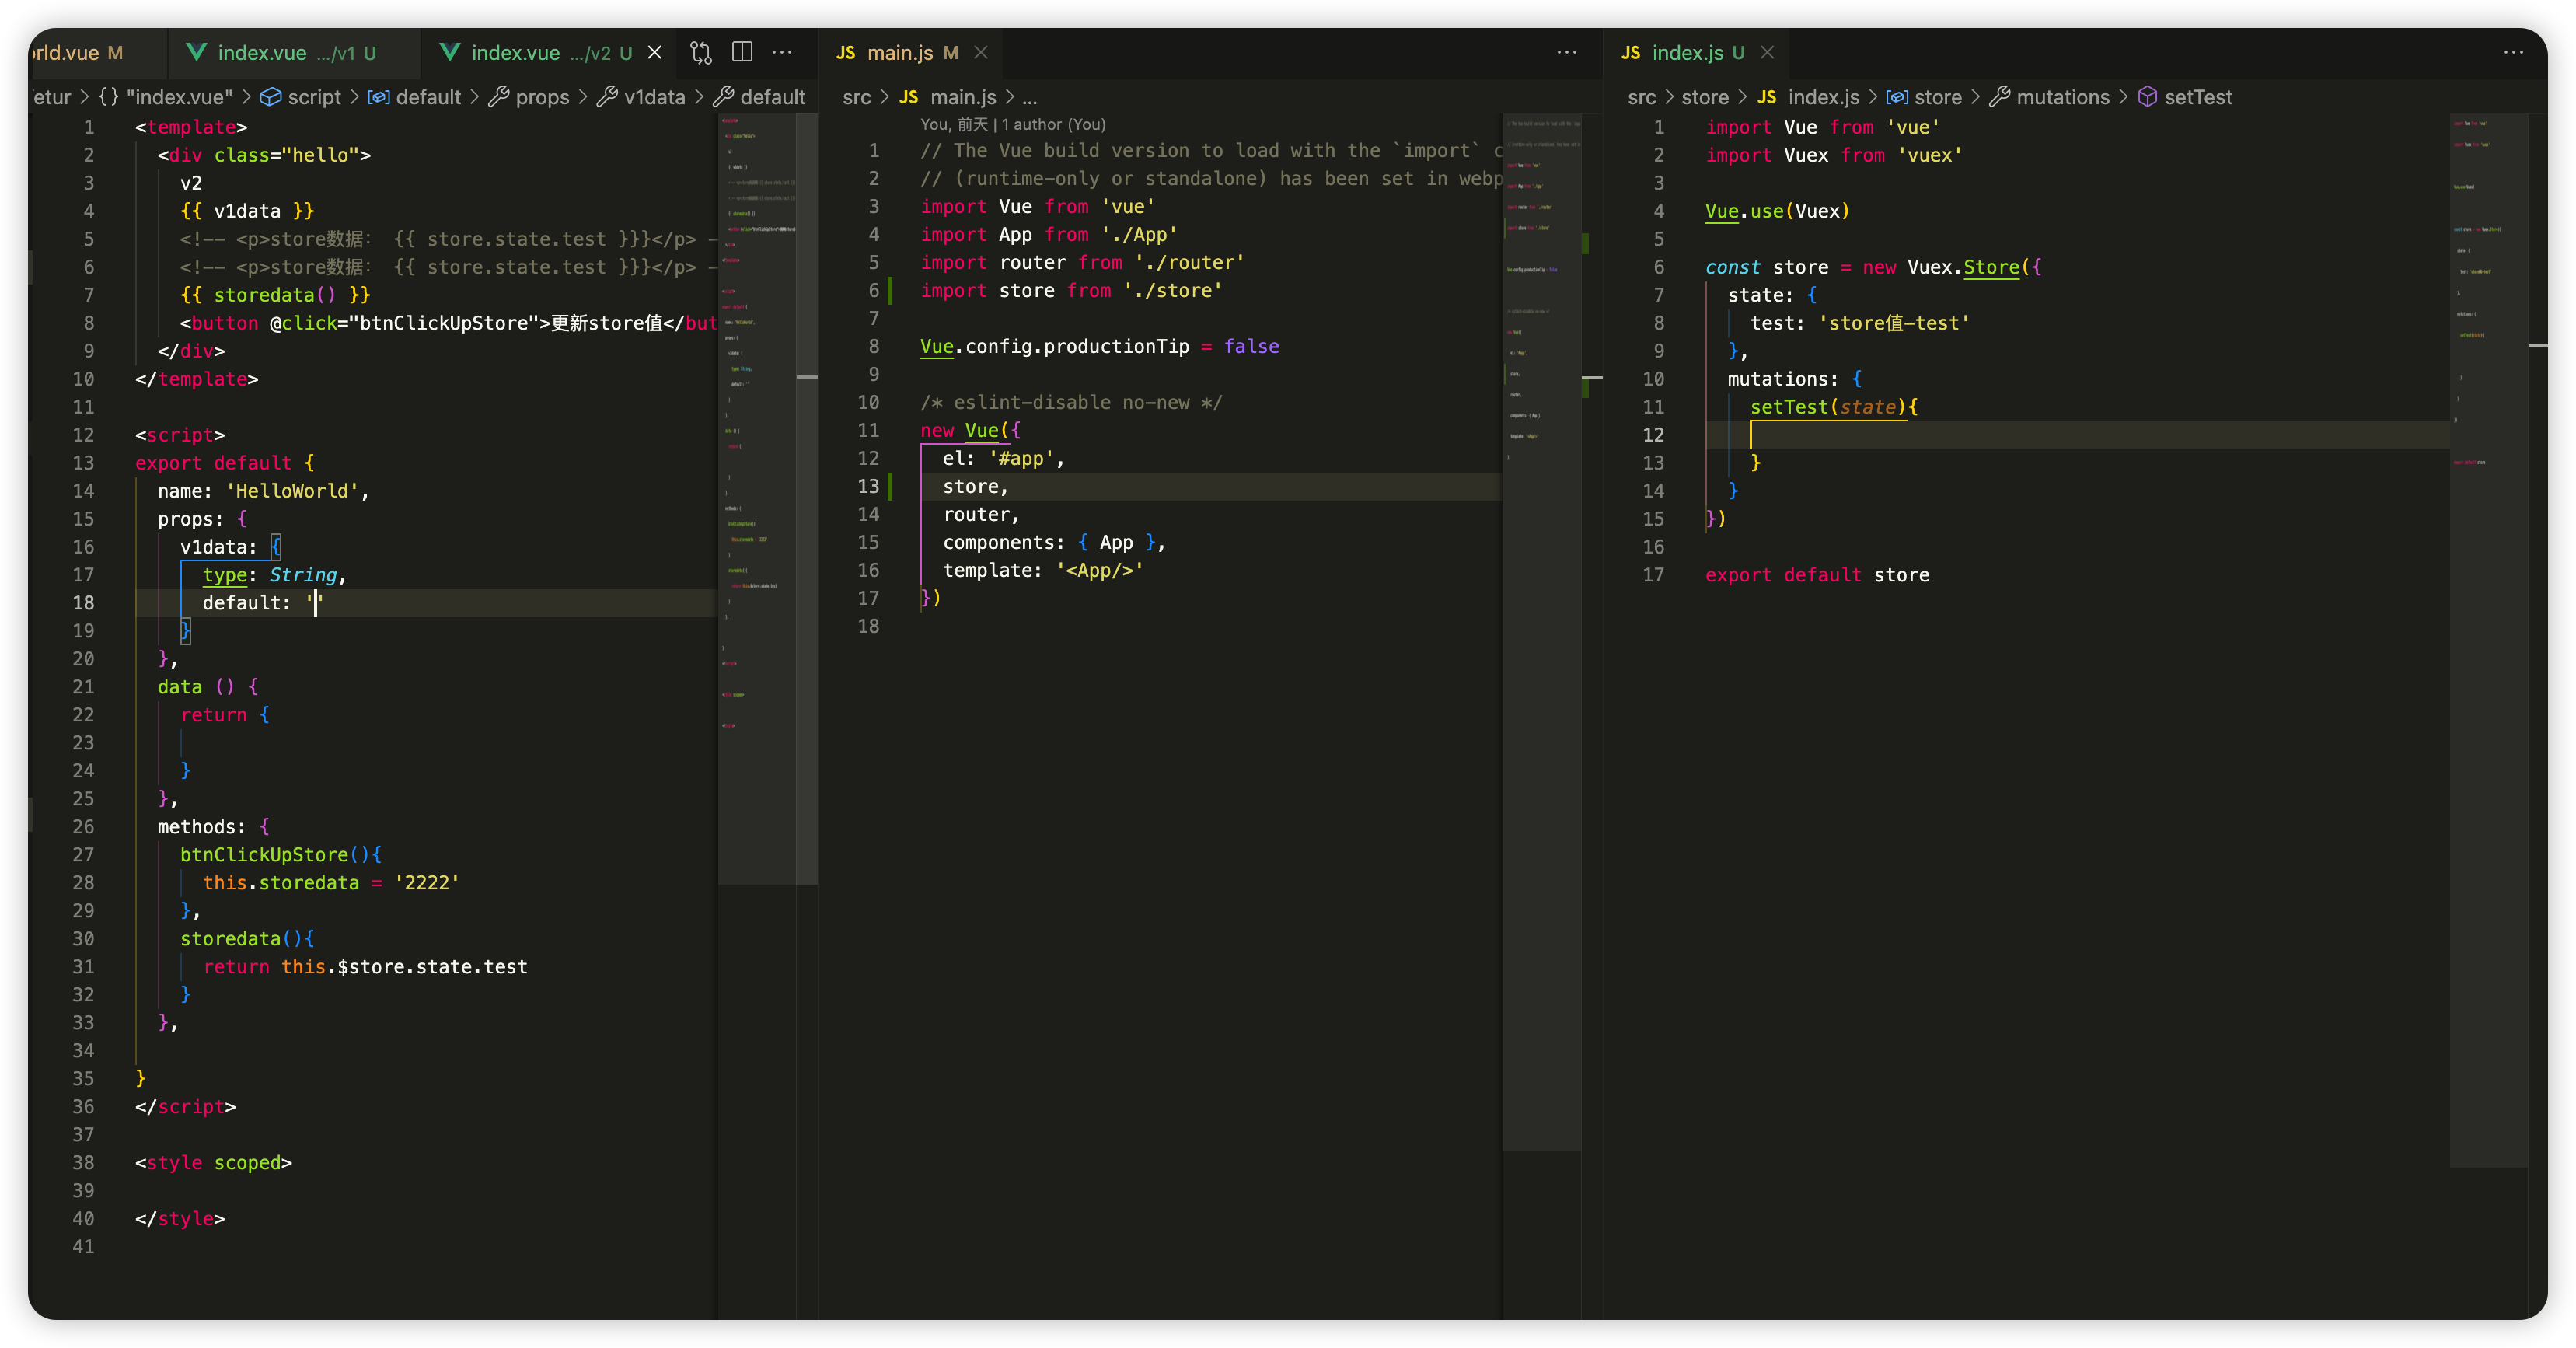 orld.vue M
index.vue .../v1 U
index.vue .../v2 U
etur > {} "index.vue" > script > default > props > v1data > default
1 <template>
2 <div class="hello">
3 v2
4 {{ v1data }}
5 <!-- <p>store数据: {{ store.state.test }}}</p> -
6 <!-- <p>store数据: {{ store.state.test }}}</p> -
7 {{ storedata() }}
8 <button @click="btnClickUpStore">更新store值</but
9 </div>
10 </template>
11
12 <script>
13 export default {
14 name: 'HelloWorld',
15 props: {
16 v1data: {
17 type: String,
18 default: ''
19 }
20 },
21 data () {
22 return {
23
24 }
25 },
26 methods: {
27 btnClickUpStore(){
28 this.storedata = '2222'
29 },
30 storedata(){
31 return this.$store.state.test
32 }
33 },
34
35 }
36 </script>
37
38 <style scoped>
39
40 </style>
41
JS main.js M
src > JS main.js > ...
You, 前天 | 1 author (You)
1 // The Vue build version to load with the `import` c
2 // (runtime-only or standalone) has been set in webp
3 import Vue from 'vue'
4 import App from './App'
5 import router from './router'
6 import store from './store'
7
8 Vue.config.productionTip = false
9
10 /* eslint-disable no-new */
11 new Vue({
12 el: '#app',
13 store,
14 router,
15 components: { App },
16 template: '<App/>'
17 })
18
JS index.js U
src > store > JS index.js > store > mutations > setTest
1 import Vue from 'vue'
2 import Vuex from 'vuex'
3
4 Vue.use(Vuex)
5
6 const store = new Vuex.Store({
7 state: {
8 test: 'store值-test'
9 },
10 mutations: {
11 setTest(state){
12
13 }
14 }
15 })
16
17 export default store